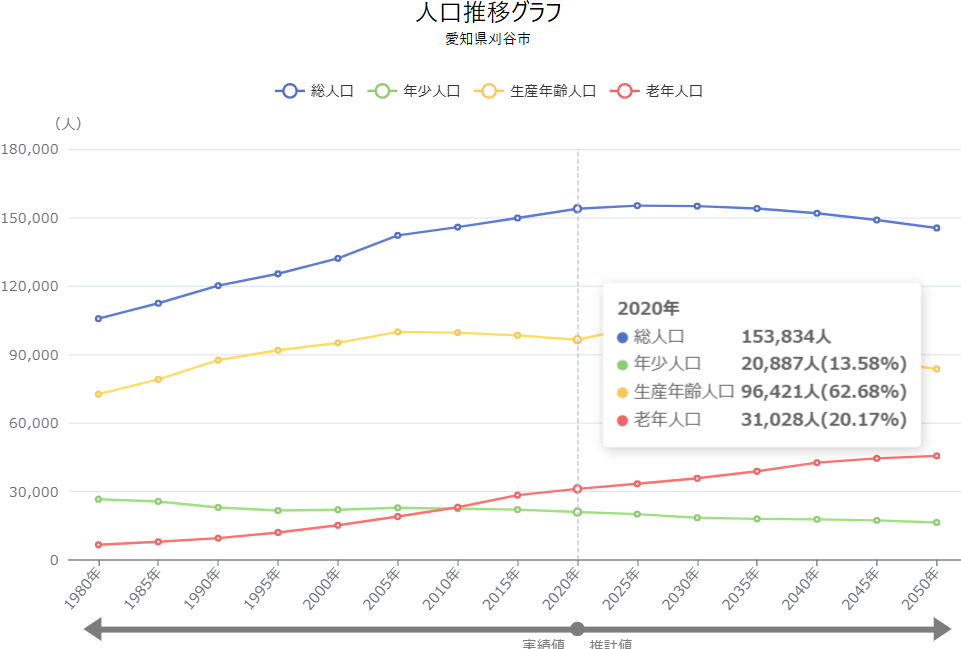 人口推移グラフ
愛知県刈谷市
総人口 年少人口 生産年齢人口 老年人口
(人)
180,000
150,000
120,000
90,000
60,000
30,000
0
2020年
総人口 153,834人
年少人口 20,887人(13.58%)
生産年齢人口 96,421人(62.68%)
老年人口 31,028人(20.17%)
1980年 1985年 1990年 1995年 2000年 2005年 2010年 2015年 2020年 2025年 2030年 2035年 2040年 2045年 2050年
実績値 推計値